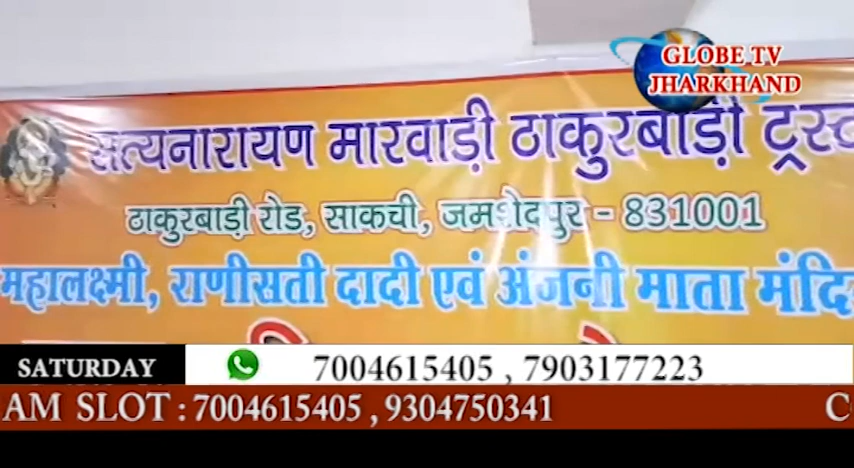 GLOBE TV
JHARKHAND
सत्यनारायण मारवाड़ी ठाकुरबाड़ी ट्रस्ट
ठाकुरबाड़ी रोड, साकची, जमशेदपुर - 831001
महालक्ष्मी, राणीसती दादी एवं अंजनी माता मंदि
SATURDAY
7004615405 , 7903177223
AM SLOT : 7004615405 , 9304750341